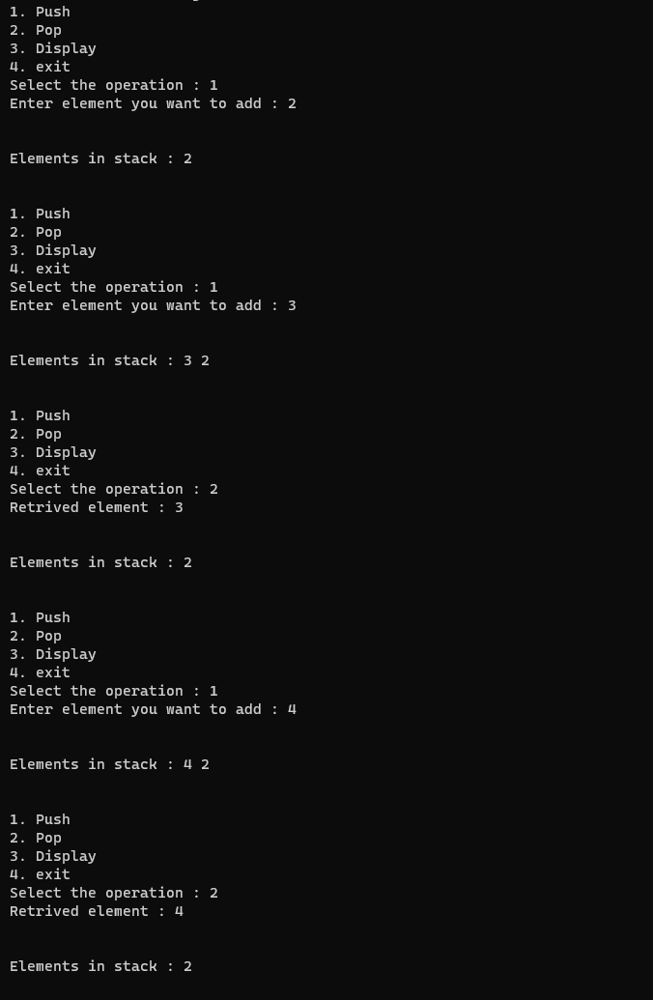 1. Push
2. Pop
3. Display
4. exit
Select the operation : 1
Enter element you want to add : 2
Elements in stack : 2
1. Push
2. Pop
3. Display
4. exit
Select the operation : 1
Enter element you want to add : 3
Elements in stack : 3 2
1. Push
2. Pop
3. Display
4. exit
Select the operation : 2
Retrived element : 3
Elements in stack : 2
1. Push
2. Pop
3. Display
4. exit
Select the operation : 1
Enter element you want to add : 4
Elements in stack : 4 2
1. Push
2. Pop
3. Display
4. exit
Select the operation : 2
Retrived element : 4
Elements in stack : 2